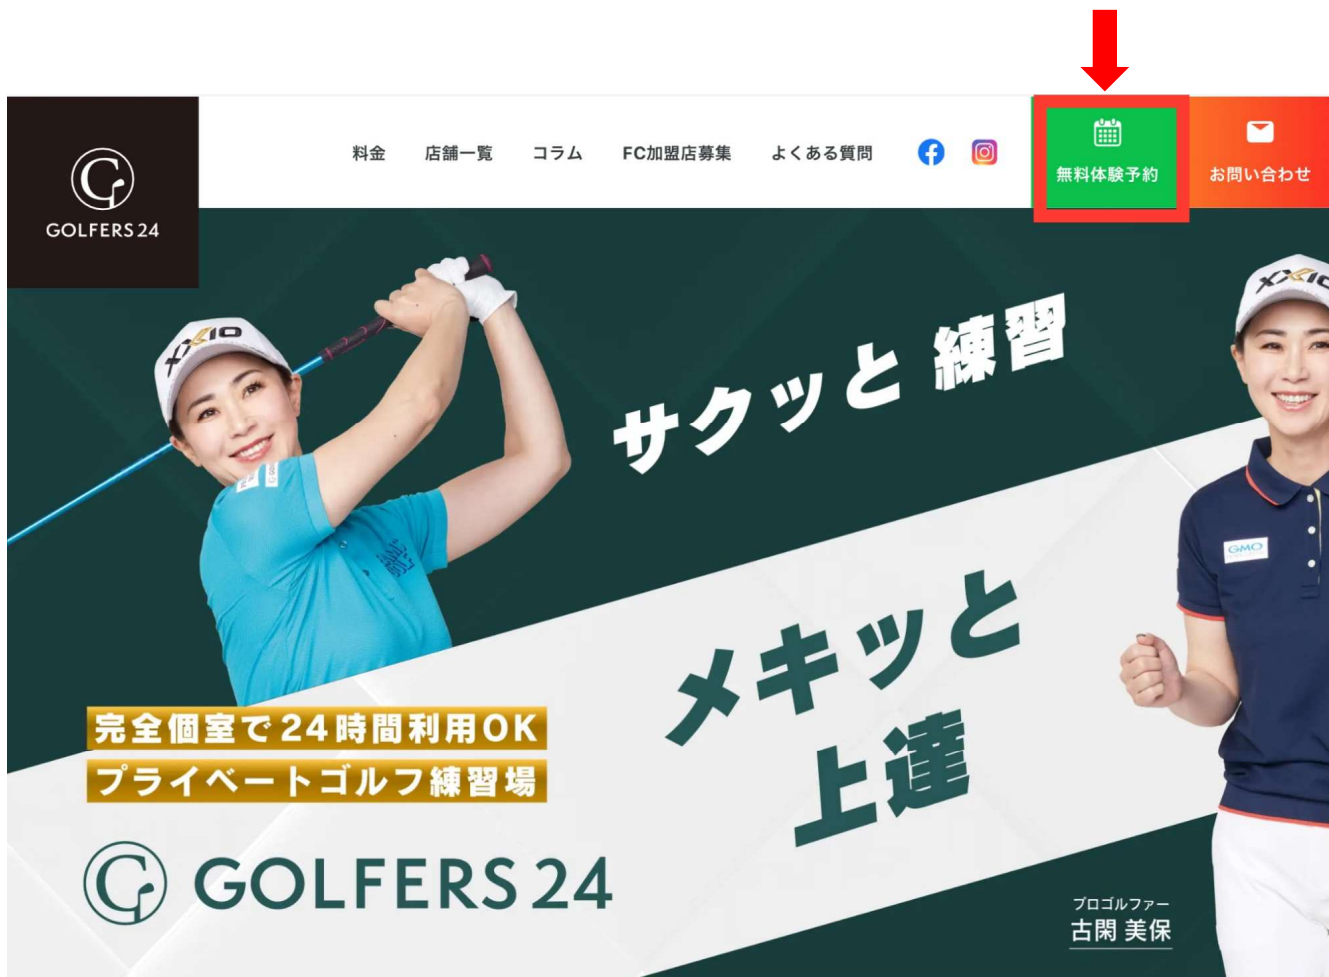 GOLFERS 24
料金
店舗一覧
コラム
FC加盟店募集
よくある質問
無料体験予約
お問い合わせ
XXIO
サクッと 練習
メキッと
上達
GMO
完全個室で24時間利用OK
プライベートゴルフ練習場
GOLFERS 24
プロゴルファー
古閑 美保